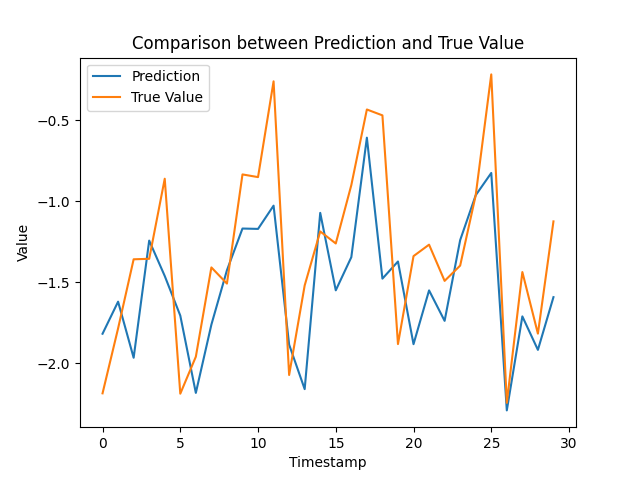 Comparison between Prediction and True Value
Prediction
True Value
−0.5
−1.0
−1.5
−2.0
Value
0 5 10 15 20 25 30
Timestamp